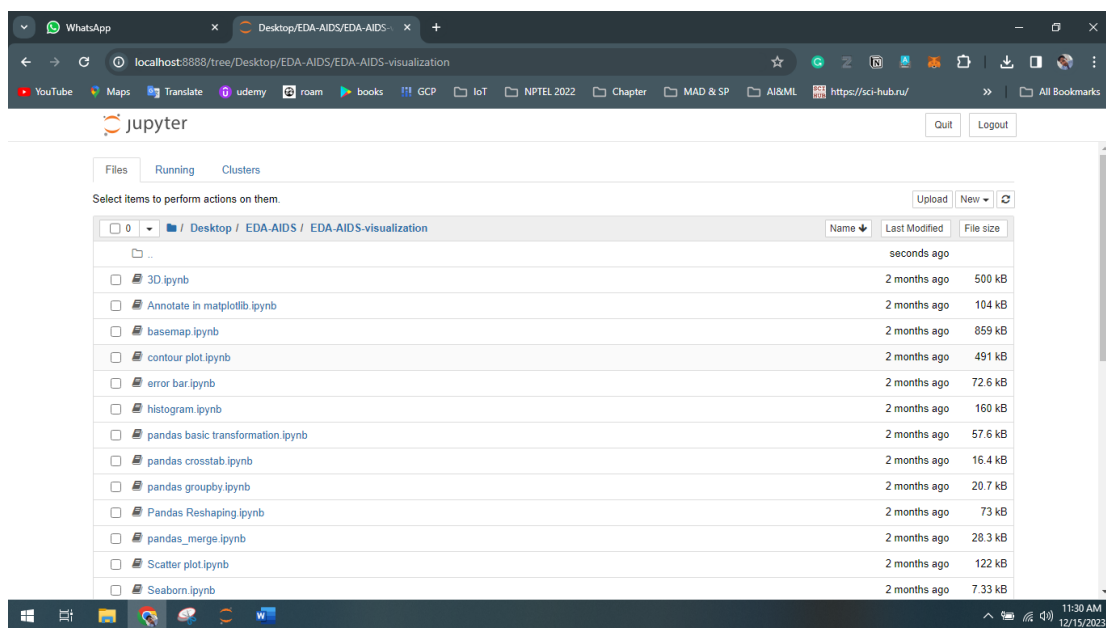 WhatsApp
Desktop/EDA-AIDS/EDA-AIDS-
localhost:8888/tree/Desktop/EDA-AIDS/EDA-AIDS-visualization
YouTube Maps Translate udemy roam books GCP IoT NPTEL 2022 Chapter MAD & SP AI&ML https://sci-hub.ru/ » All Bookmarks
jupyter Quit Logout
Files Running Clusters
Select items to perform actions on them. Upload New
0 / Desktop / EDA-AIDS / EDA-AIDS-visualization Name Last Modified File size
.. seconds ago
3D.ipynb 2 months ago 500 kB
Annotate in matplotlib.ipynb 2 months ago 104 kB
basemap.ipynb 2 months ago 859 kB
contour plot.ipynb 2 months ago 491 kB
error bar.ipynb 2 months ago 72.6 kB
histogram.ipynb 2 months ago 160 kB
pandas basic transformation.ipynb 2 months ago 57.6 kB
pandas crosstab.ipynb 2 months ago 16.4 kB
pandas groupby.ipynb 2 months ago 20.7 kB
Pandas Reshaping.ipynb 2 months ago 73 kB
pandas_merge.ipynb 2 months ago 28.3 kB
Scatter plot.ipynb 2 months ago 122 kB
Seaborn.ipynb 2 months ago 7.33 kB
11:30 AM
12/15/2023